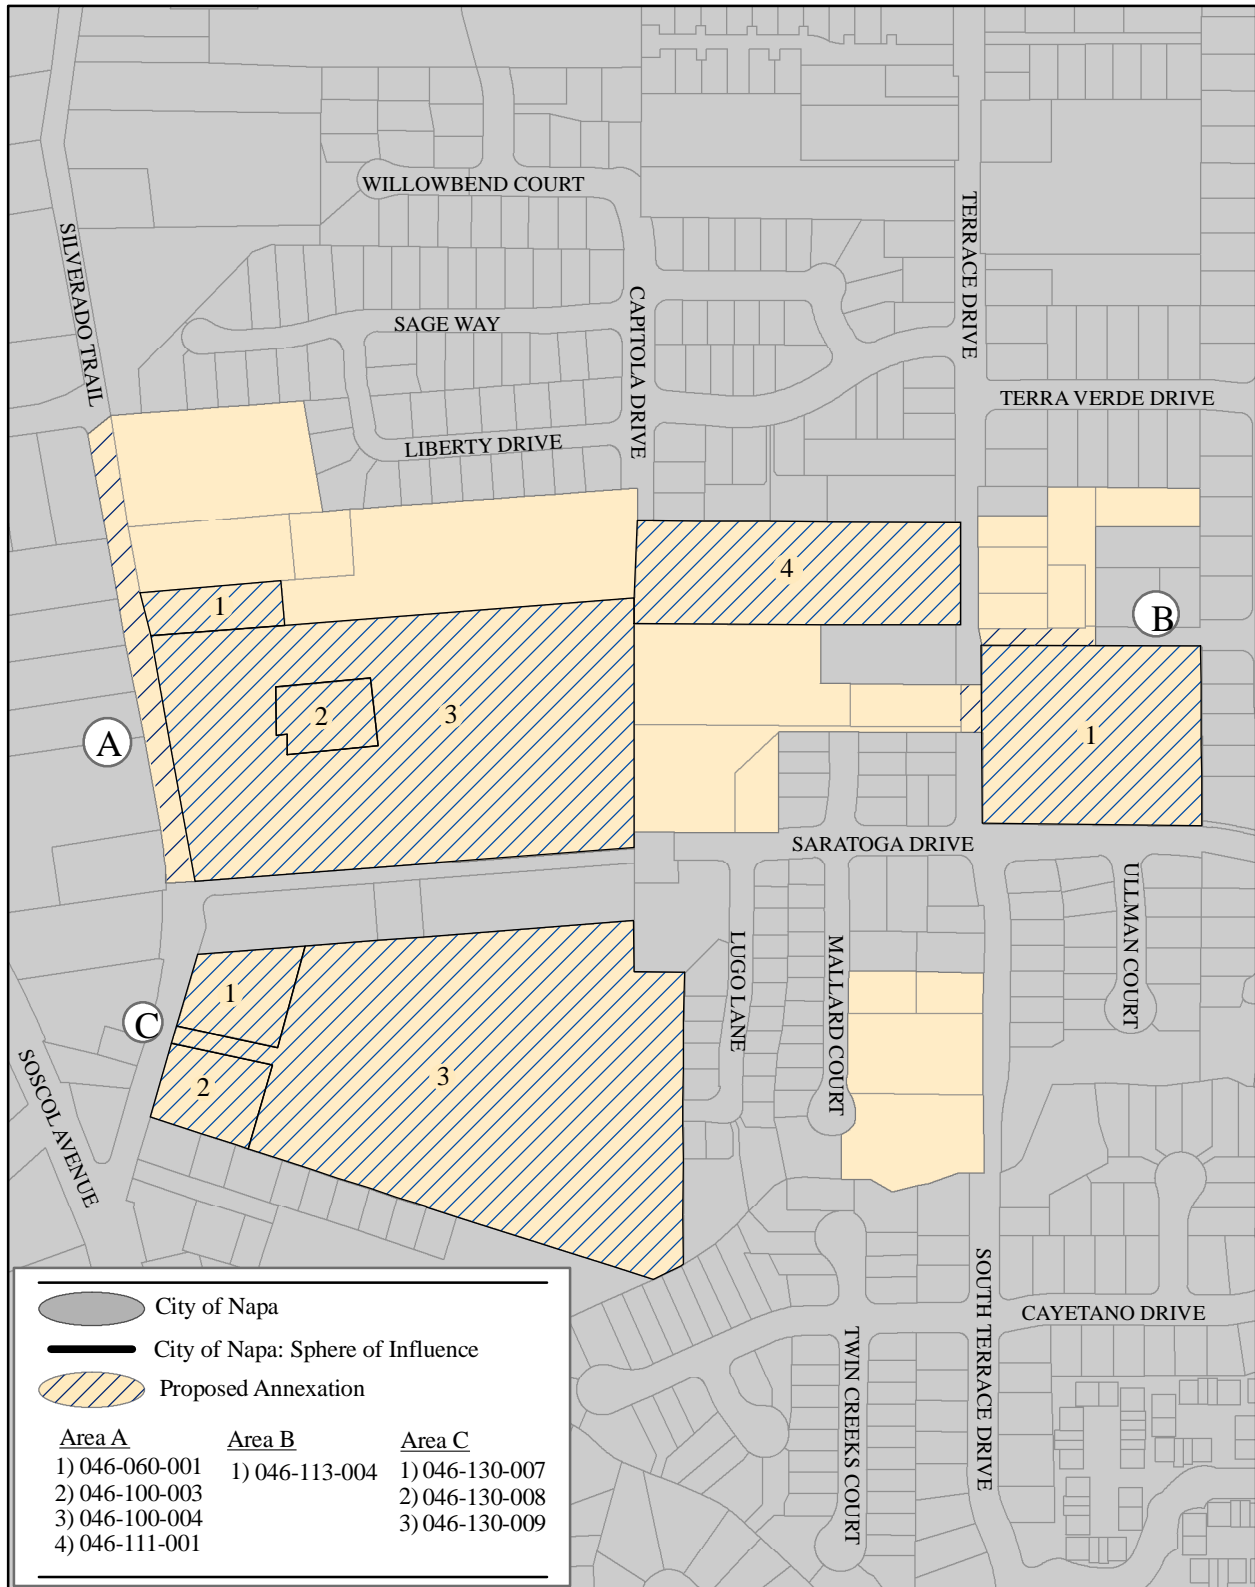 WILLOWBEND COURT
SILVERADO TRAIL
TERRACE DRIVE
CAPITOLA DRIVE
SAGE WAY
TERRA VERDE DRIVE
LIBERTY DRIVE
4
1
B
2
3
1
A
SARATOGA DRIVE
ULLMAN COURT
LUGO LANE
MALLARD COURT
1
C
2
3
SOSCOL AVENUE
SOUTH TERRACE DRIVE
CAYETANO DRIVE
TWIN CREEKS COURT
City of Napa
City of Napa: Sphere of Influence
Proposed Annexation
Area A
1) 046-060-001
2) 046-100-003
3) 046-100-004
4) 046-111-001
Area B
1) 046-113-004
Area C
1) 046-130-007
2) 046-130-008
3) 046-130-009